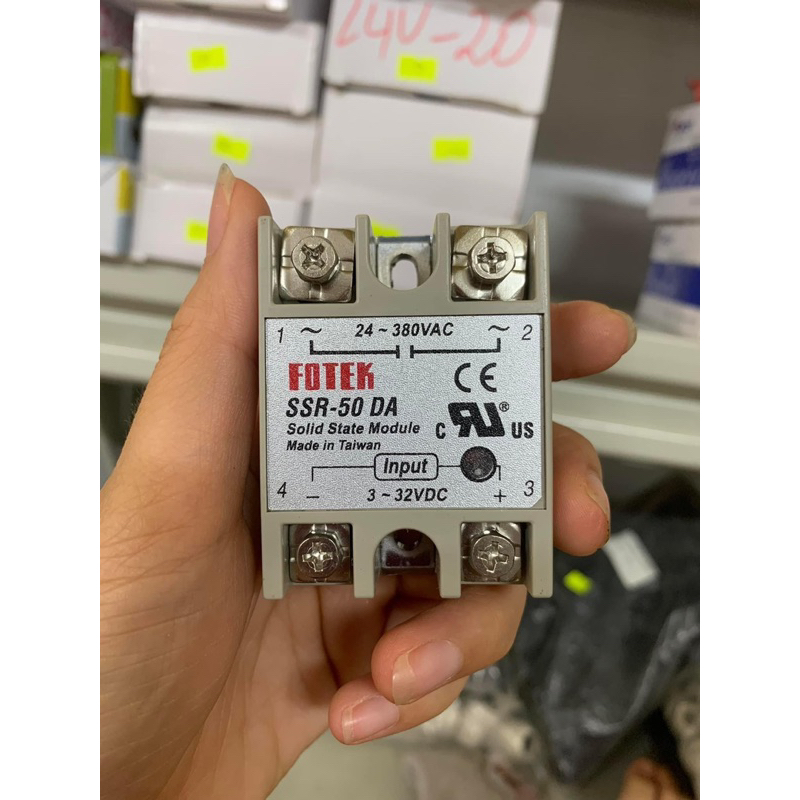 24V-20
1 ~ 24 ~ 380VAC ~ 2
FOTEK
CE
SSR-50 DA
Solid State Module
Made in Taiwan
C RU ® US
Input
4 − 3 ~ 32VDC + 3